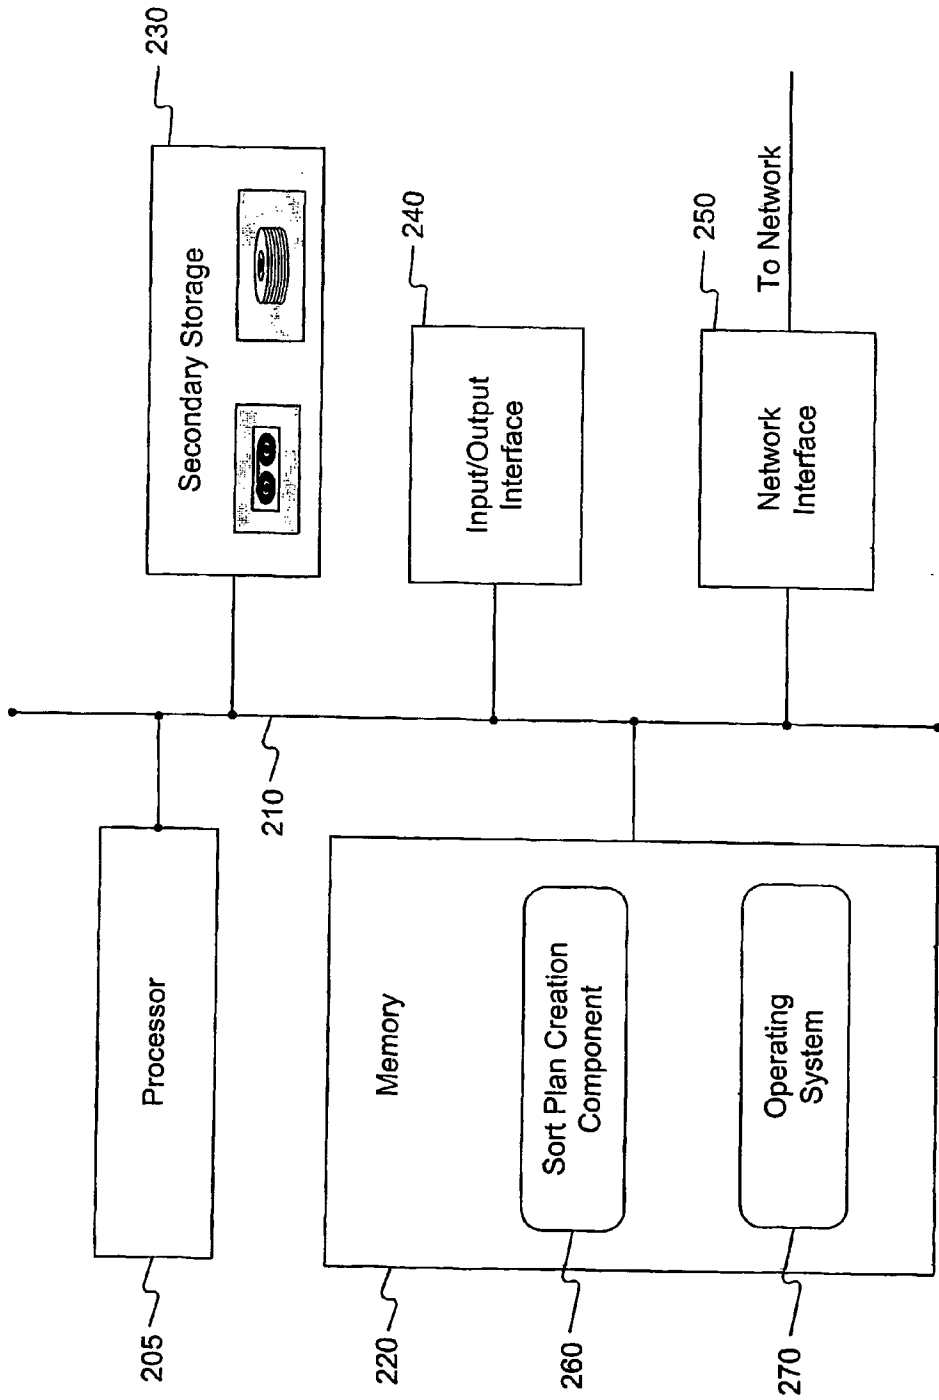 205
Processor
220
Memory
260
Sort Plan Creation
Component
270
Operating
System
210
230
Secondary Storage
240
Input/Output
Interface
250
Network
Interface
To Network